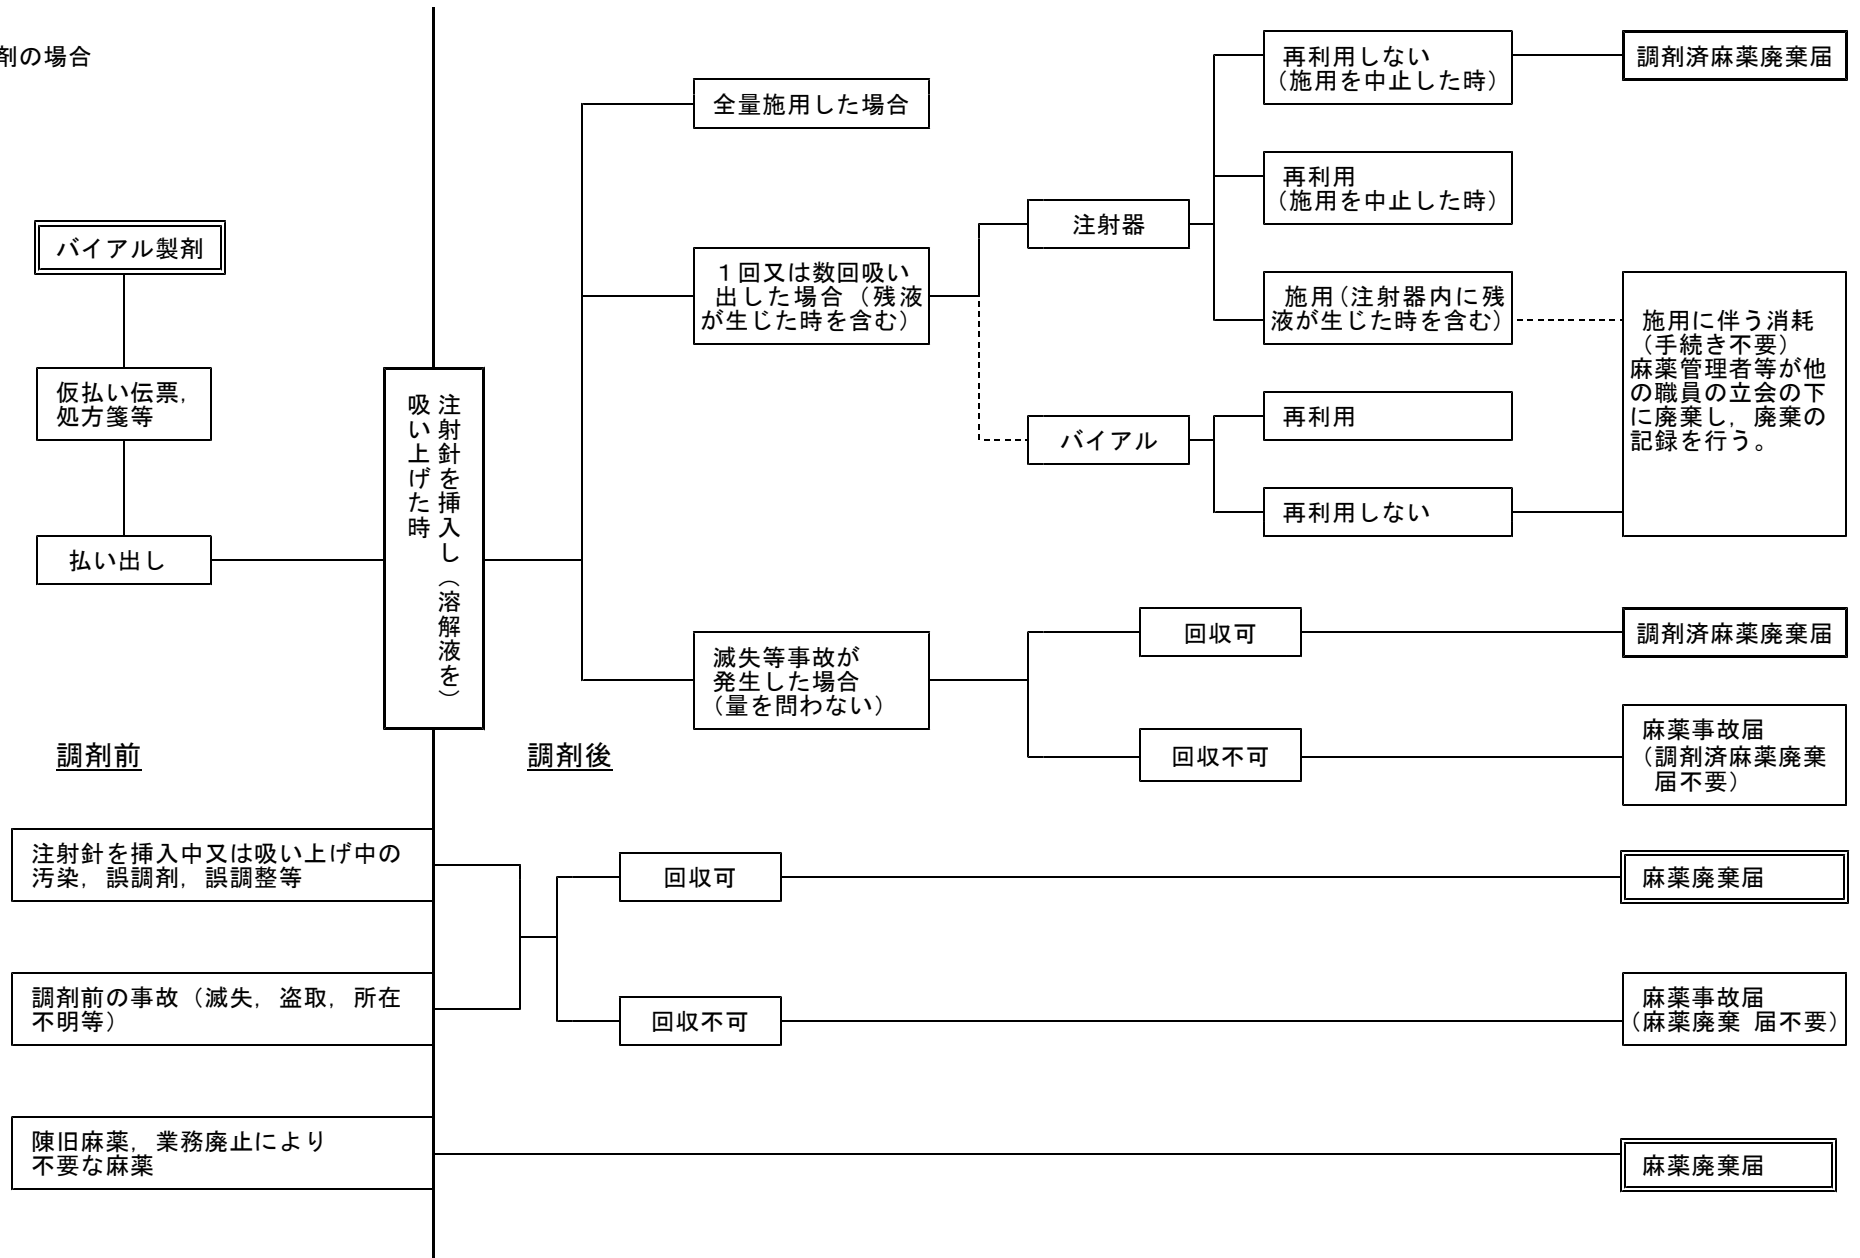 剤の場合
バイアル製剤
仮払い伝票,
処方箋等
払い出し
注射針を挿入し（溶解液を）
吸い上げた時
調剤前
調剤後
全量施用した場合
１回又は数回吸い
出した場合（残液
が生じた時を含む）
滅失等事故が
発生した場合
（量を問わない）
注射器
バイアル
再利用しない
（施用を中止した時）
再利用
（施用を中止した時）
施用（注射器内に残
液が生じた時を含む）
再利用
再利用しない
調剤済麻薬廃棄届
施用に伴う消耗
（手続き不要）
麻薬管理者等が他
の職員の立会の下
に廃棄し，廃棄の
記録を行う。
回収可
調剤済麻薬廃棄届
回収不可
麻薬事故届
（調剤済麻薬廃棄
届不要）
注射針を挿入中又は吸い上げ中の
汚染，誤調剤，誤調整等
調剤前の事故（滅失，盗取，所在
不明等）
回収可
麻薬廃棄届
回収不可
麻薬事故届
（麻薬廃棄 届不要）
陳旧麻薬，業務廃止により
不要な麻薬
麻薬廃棄届